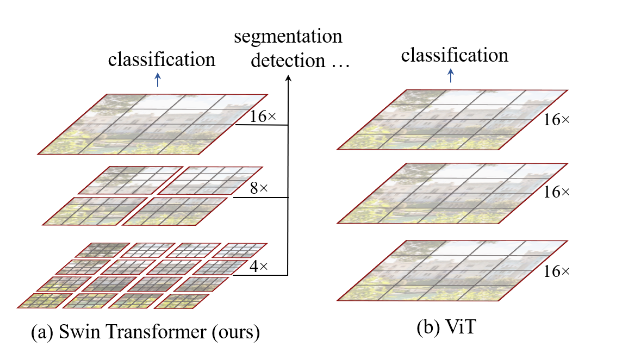 segmentation
classification
detection ...
16×
8×
4×
(a) Swin Transformer (ours)
classification
16×
16×
16×
(b) ViT